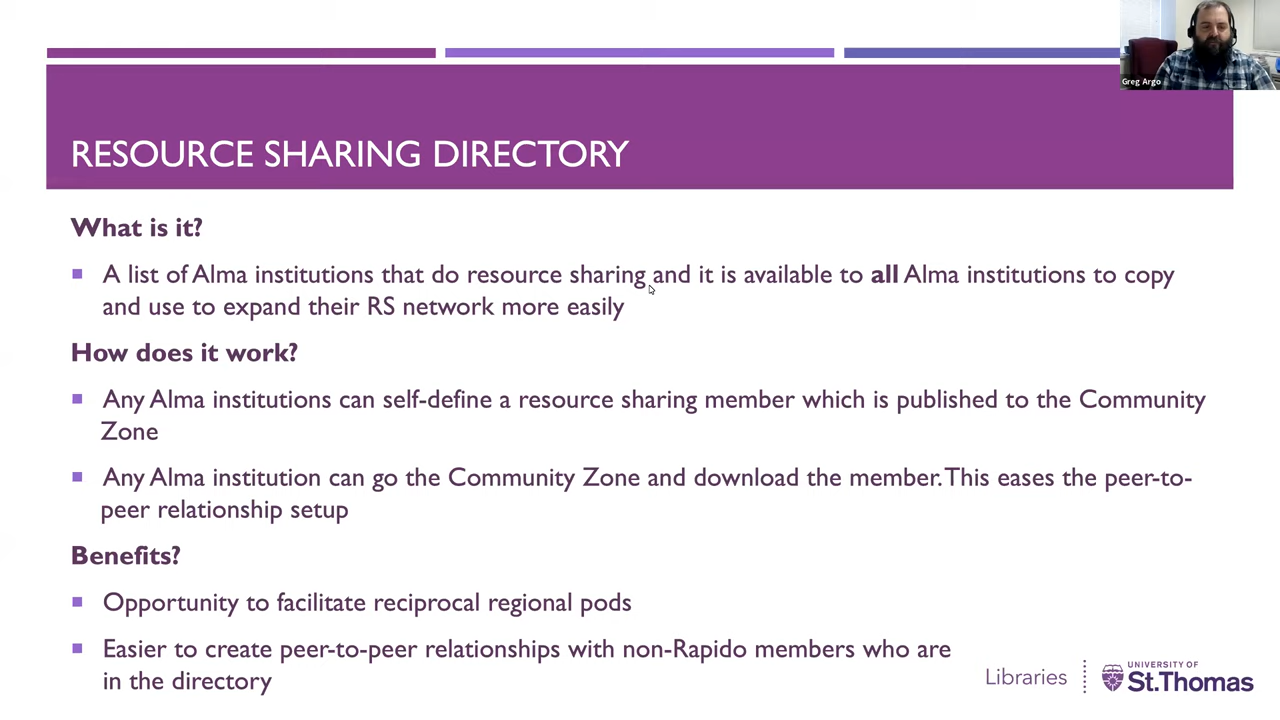 Greg Argo
RESOURCE SHARING DIRECTORY
What is it?
A list of Alma institutions that do resource sharing and it is available to all Alma institutions to copy
and use to expand their RS network more easily
How does it work?
Any Alma institutions can self-define a resource sharing member which is published to the Community
Zone
Any Alma institution can go the Community Zone and download the member. This eases the peer-to-
peer relationship setup
Benefits?
Opportunity to facilitate reciprocal regional pods
Easier to create peer-to-peer relationships with non-Rapido members who are
in the directory
Libraries
UNIVERSITY OF
St.Thomas